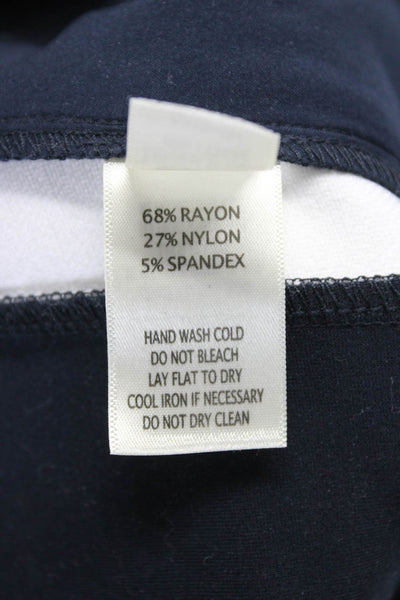 68% RAYON
27% NYLON
5% SPANDEX
HAND WASH COLD
DO NOT BLEACH
LAY FLAT TO DRY
COOL IRON IF NECESSARY
DO NOT DRY CLEAN